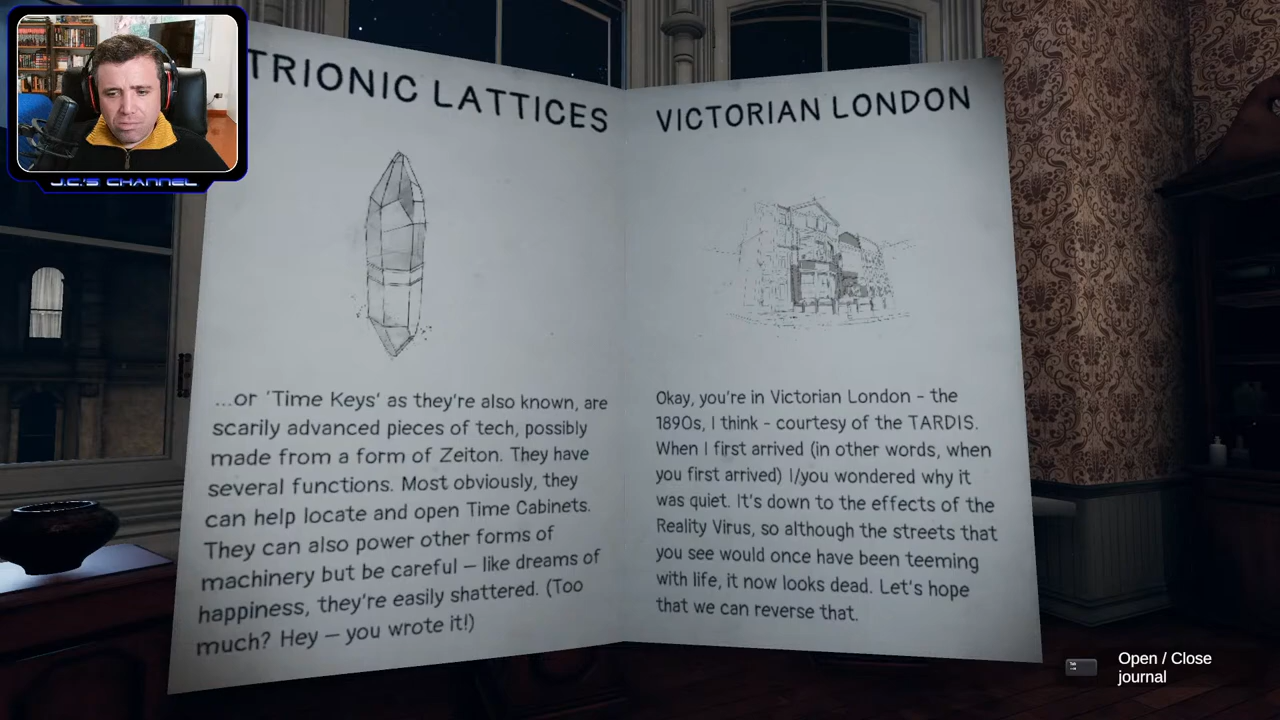 J.C.'S CHANNEL
TRIONIC LATTICES
...or 'Time Keys' as they're also known, are
scarily advanced pieces of tech, possibly
made from a form of Zeiton. They have
several functions. Most obviously, they
can help locate and open Time Cabinets.
They can also power other forms of
machinery but be careful – like dreams of
happiness, they're easily shattered. (Too
much? Hey – you wrote it!)
VICTORIAN LONDON
Okay, you're in Victorian London - the
1890s, I think - courtesy of the TARDIS.
When I first arrived (in other words, when
you first arrived) I/you wondered why it
was quiet. It's down to the effects of the
Reality Virus, so although the streets that
you see would once have been teeming
with life, it now looks dead. Let's hope
that we can reverse that.
Tab
Open / Close
journal